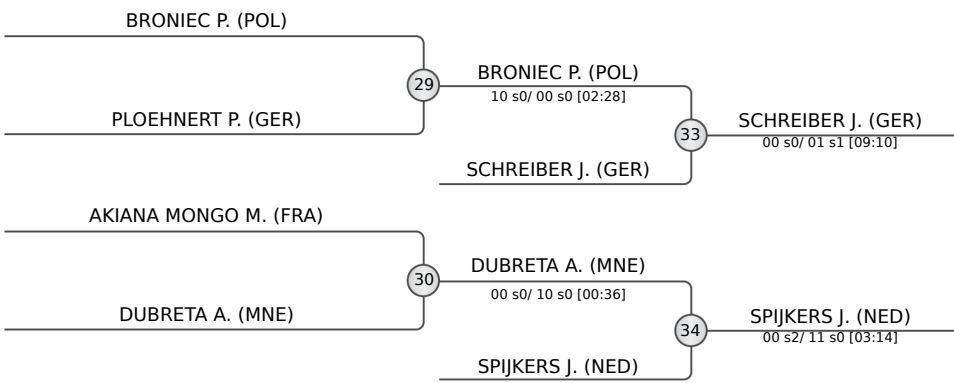 BRONIEC P. (POL)
29
PLOEHNERT P. (GER)
BRONIEC P. (POL)
10 s0/ 00 s0 [02:28]
33
SCHREIBER J. (GER)
SCHREIBER J. (GER)
00 s0/ 01 s1 [09:10]
AKIANA MONGO M. (FRA)
30
DUBRETA A. (MNE)
DUBRETA A. (MNE)
00 s0/ 10 s0 [00:36]
34
SPIJKERS J. (NED)
SPIJKERS J. (NED)
00 s2/ 11 s0 [03:14]